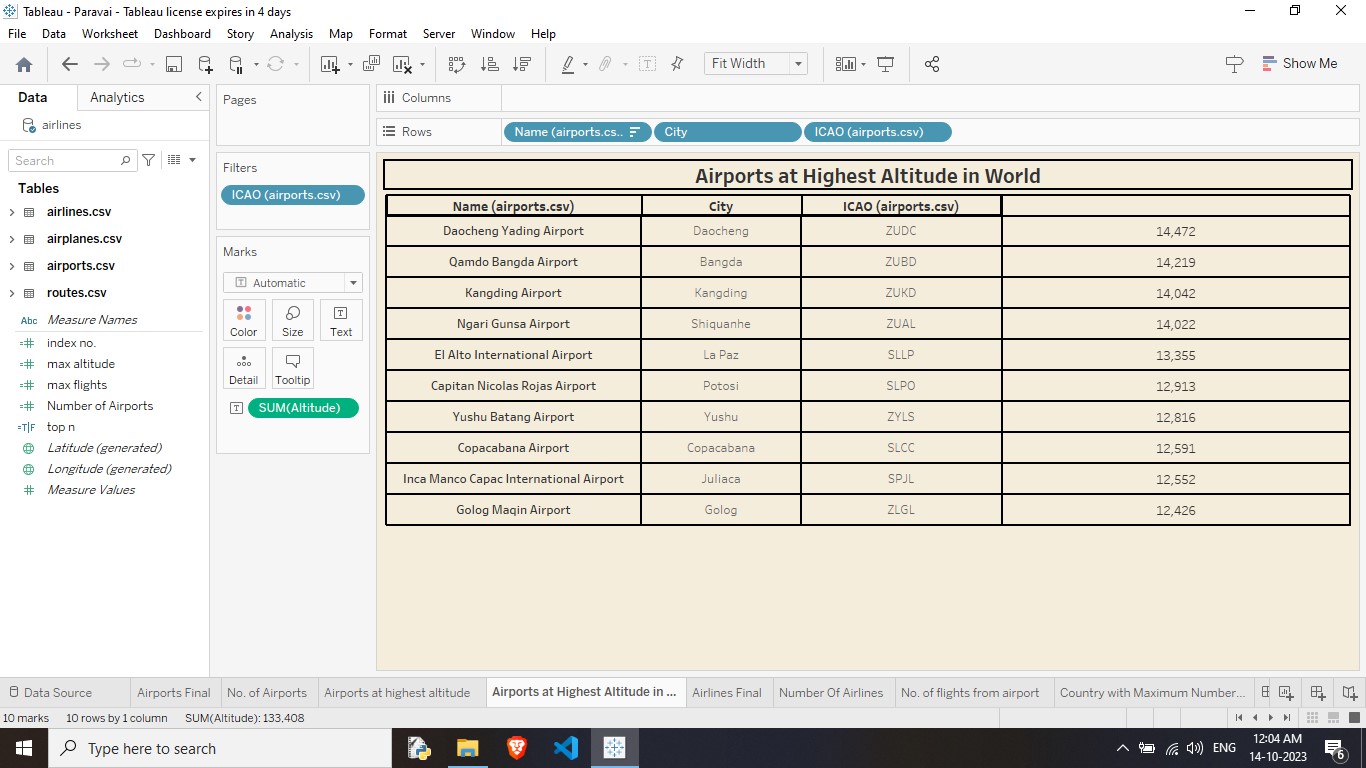 Tableau - Paravai - Tableau license expires in 4 days
File Data Worksheet Dashboard Story Analysis Map Format Server Window Help
Fit Width
Show Me
Data Analytics
airlines
Search
Tables
airlines.csv
airplanes.csv
airports.csv
routes.csv
Abc Measure Names
index no.
max altitude
max flights
Number of Airports
=T|F top n
Latitude (generated)
Longitude (generated)
Measure Values
Pages
Filters
ICAO (airports.csv)
Marks
Automatic
Color Size Text
Detail Tooltip
SUM(Altitude)
Columns
Rows Name (airports.cs.. City ICAO (airports.csv)
Airports at Highest Altitude in World
Name (airports.csv) City ICAO (airports.csv)
Daocheng Yading Airport Daocheng ZUDC 14,472
Qamdo Bangda Airport Bangda ZUBD 14,219
Kangding Airport Kangding ZUKD 14,042
Ngari Gunsa Airport Shiquanhe ZUAL 14,022
El Alto International Airport La Paz SLLP 13,355
Capitan Nicolas Rojas Airport Potosi SLPO 12,913
Yushu Batang Airport Yushu ZYLS 12,816
Copacabana Airport Copacabana SLCC 12,591
Inca Manco Capac International Airport Juliaca SPJL 12,552
Golog Maqin Airport Golog ZLGL 12,426
Data Source Airports Final No. of Airports Airports at highest altitude Airports at Highest Altitude in ... Airlines Final Number Of Airlines No. of flights from airport Country with Maximum Number...
10 marks 10 rows by 1 column SUM(Altitude): 133,408
Type here to search
ENG
12:04 AM
14-10-2023
6